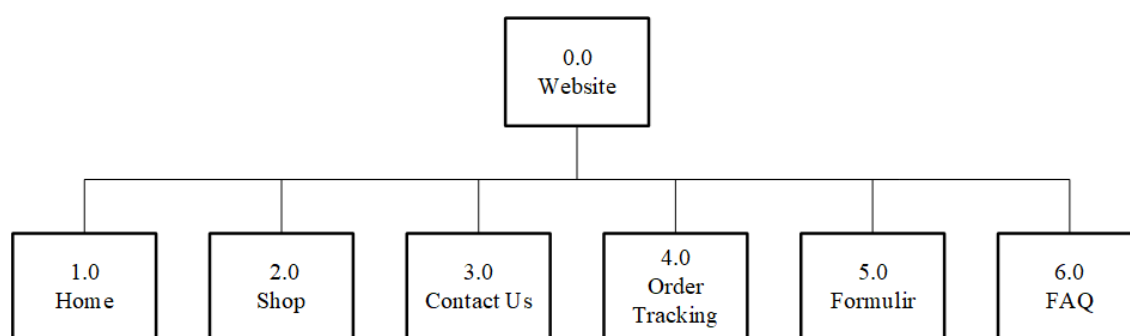 0.0
Website
1.0
Home
2.0
Shop
3.0
Contact Us
4.0
Order
Tracking
5.0
Formulir
6.0
FAQ